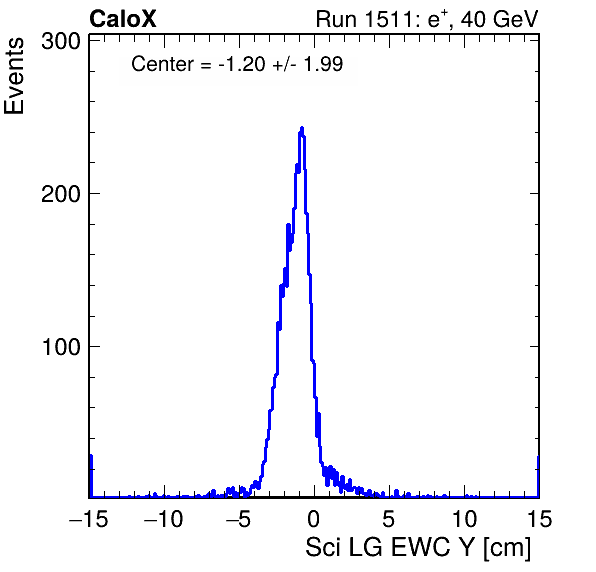 CaloX Run 1511: e⁺, 40 GeV
Events
Center = -1.20 +/- 1.99
300
200
100
−15 −10 −5 0 5 10 15
Sci LG EWC Y [cm]